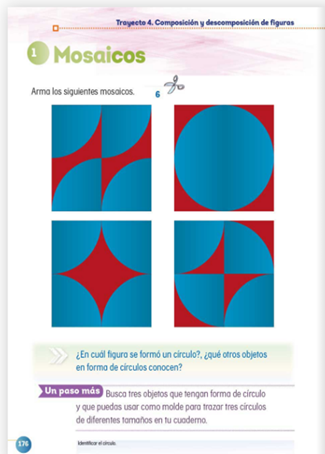 Trayecto 4. Composición y descomposición de figuras
1 Mosaicos
Arma los siguientes mosaicos. 6
¿En cuál figura se formó un círculo?, ¿qué otros objetos
en forma de círculos conocen?
Un paso más Busca tres objetos que tengan forma de círculo
y que puedas usar como molde para trazar tres círculos
de diferentes tamaños en tu cuaderno.
176 Identificar el círculo.